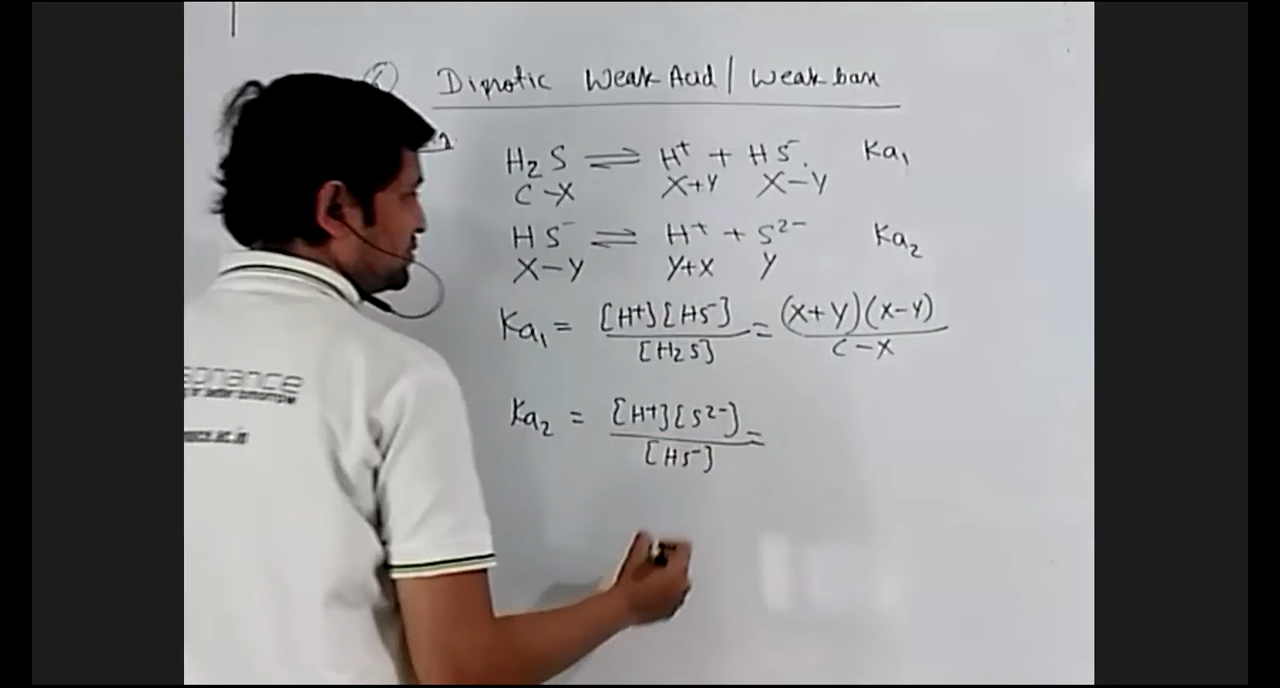 Diprotic Weak Acid / Weak base
H₂S ⇌ H⁺ + HS⁻. Ka₁
C-X X+Y X-Y
HS⁻ ⇌ H⁺ + S²⁻ Ka₂
X-Y Y+X Y
Ka₁ = [H⁺][HS⁻] / [H₂S] = (X+Y)(X-Y) / C-X
Ka₂ = [H⁺][S²⁻] / [HS⁻] =